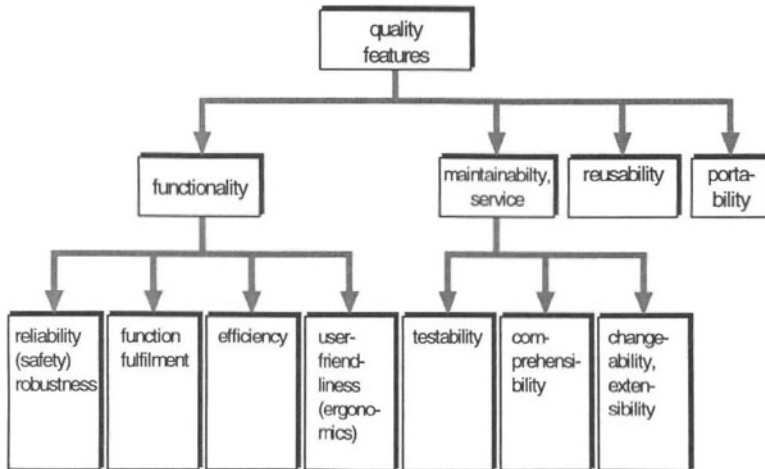 quality
features
functionality
maintainabilty,
service
reusability
porta-
bility
reliability
(safety)
robustness
function
fulfilment
efficiency
user-
friend-
liness
(ergono-
mics)
testability
com-
prehensi-
bility
change-
ability,
exten-
sibility